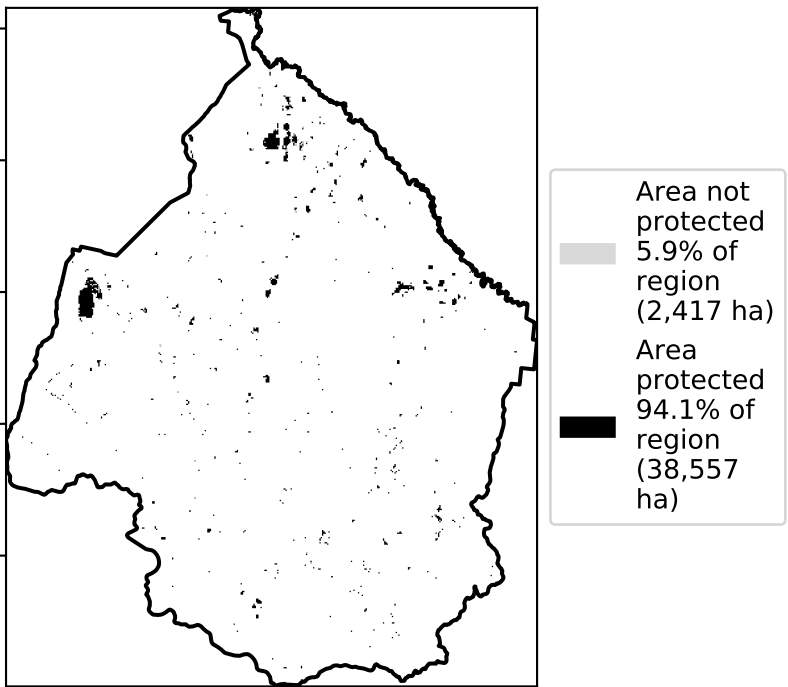 Area not
protected
5.9% of
region
(2,417 ha)
Area
protected
94.1% of
region
(38,557
ha)